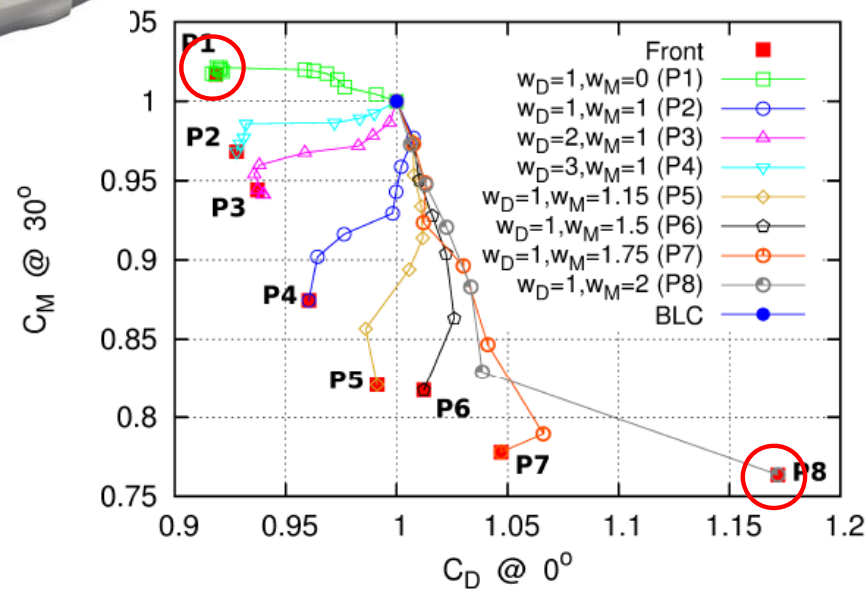 05
P1
Front
w_D=1,w_M=0 (P1)
1
w_D=1,w_M=1 (P2)
P2
w_D=2,w_M=1 (P3)
w_D=3,w_M=1 (P4)
0.95
w_D=1,w_M=1.15 (P5)
P3
w_D=1,w_M=1.5 (P6)
C_M @ 30°
w_D=1,w_M=1.75 (P7)
0.9
w_D=1,w_M=2 (P8)
P4
BLC
0.85
P5
P6
0.8
P7
P8
0.75
0.9 0.95 1 1.05 1.1 1.15 1.2
C_D @ 0°